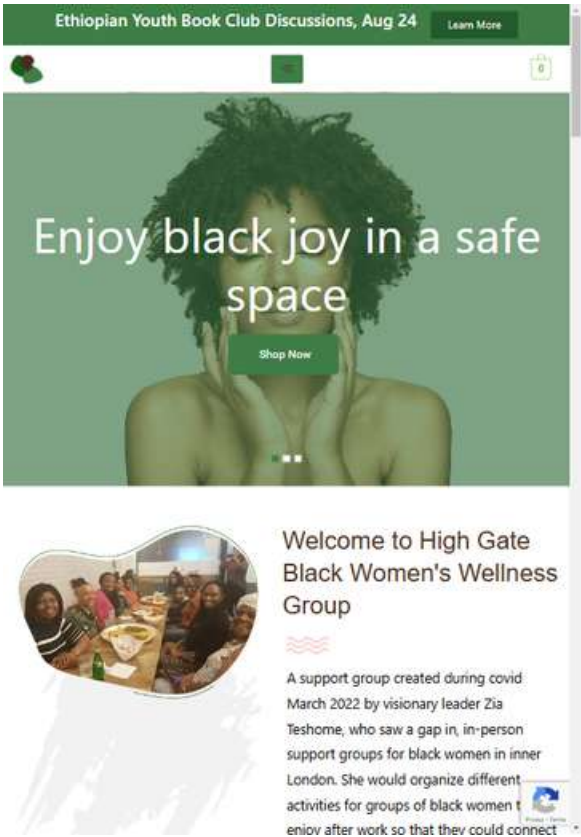 Ethiopian Youth Book Club Discussions, Aug 24
Learn More
0
Enjoy black joy in a safe
space
Shop Now
Welcome to High Gate
Black Women's Wellness
Group
A support group created during covid
March 2022 by visionary leader Zia
Teshome, who saw a gap in, in-person
support groups for black women in inner
London. She would organize different
activities for groups of black women
enjoy after work so that they could connect
Privacy - Terms